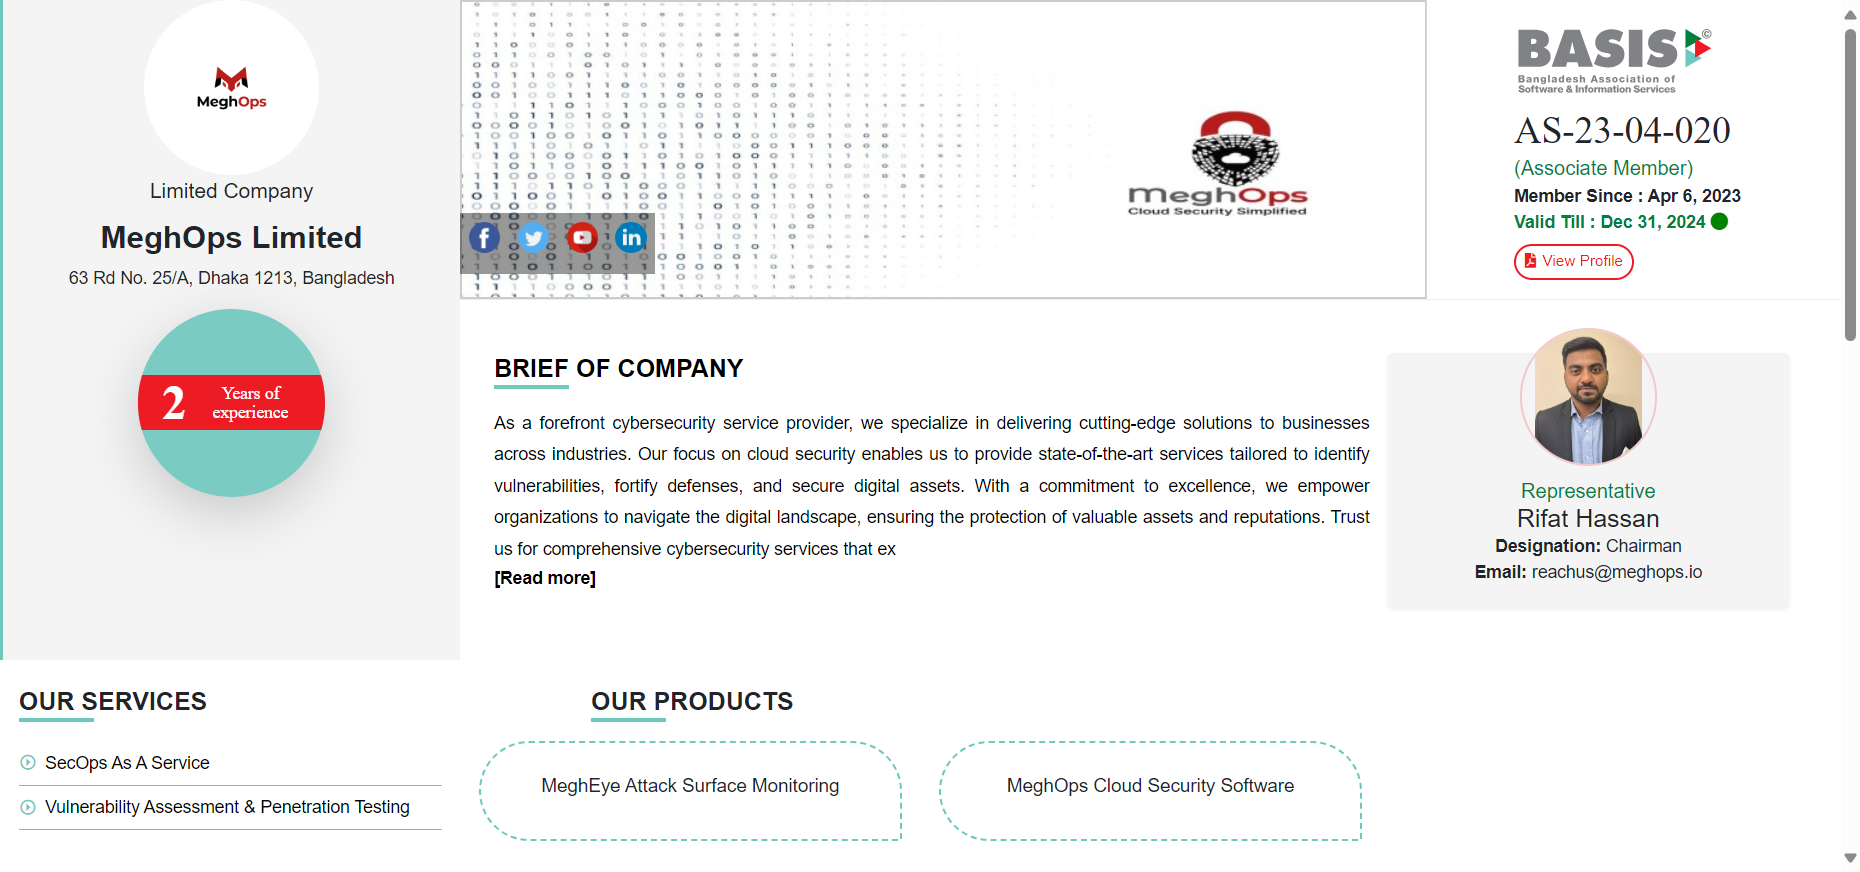 MeghOps
Limited Company
MeghOps Limited
63 Rd No. 25/A, Dhaka 1213, Bangladesh
2
Years of
experience
meghOps
Cloud Security Simplified
BASIS
©
Bangladesh Association of
Software & Information Services
AS-23-04-020
(Associate Member)
Member Since : Apr 6, 2023
Valid Till : Dec 31, 2024
View Profile
BRIEF OF COMPANY
As a forefront cybersecurity service provider, we specialize in delivering cutting-edge solutions to businesses
across industries. Our focus on cloud security enables us to provide state-of-the-art services tailored to identify
vulnerabilities, fortify defenses, and secure digital assets. With a commitment to excellence, we empower
organizations to navigate the digital landscape, ensuring the protection of valuable assets and reputations. Trust
us for comprehensive cybersecurity services that ex
[Read more]
Representative
Rifat Hassan
Designation: Chairman
Email: reachus@meghops.io
OUR SERVICES
SecOps As A Service
Vulnerability Assessment & Penetration Testing
OUR PRODUCTS
MeghEye Attack Surface Monitoring
MeghOps Cloud Security Software